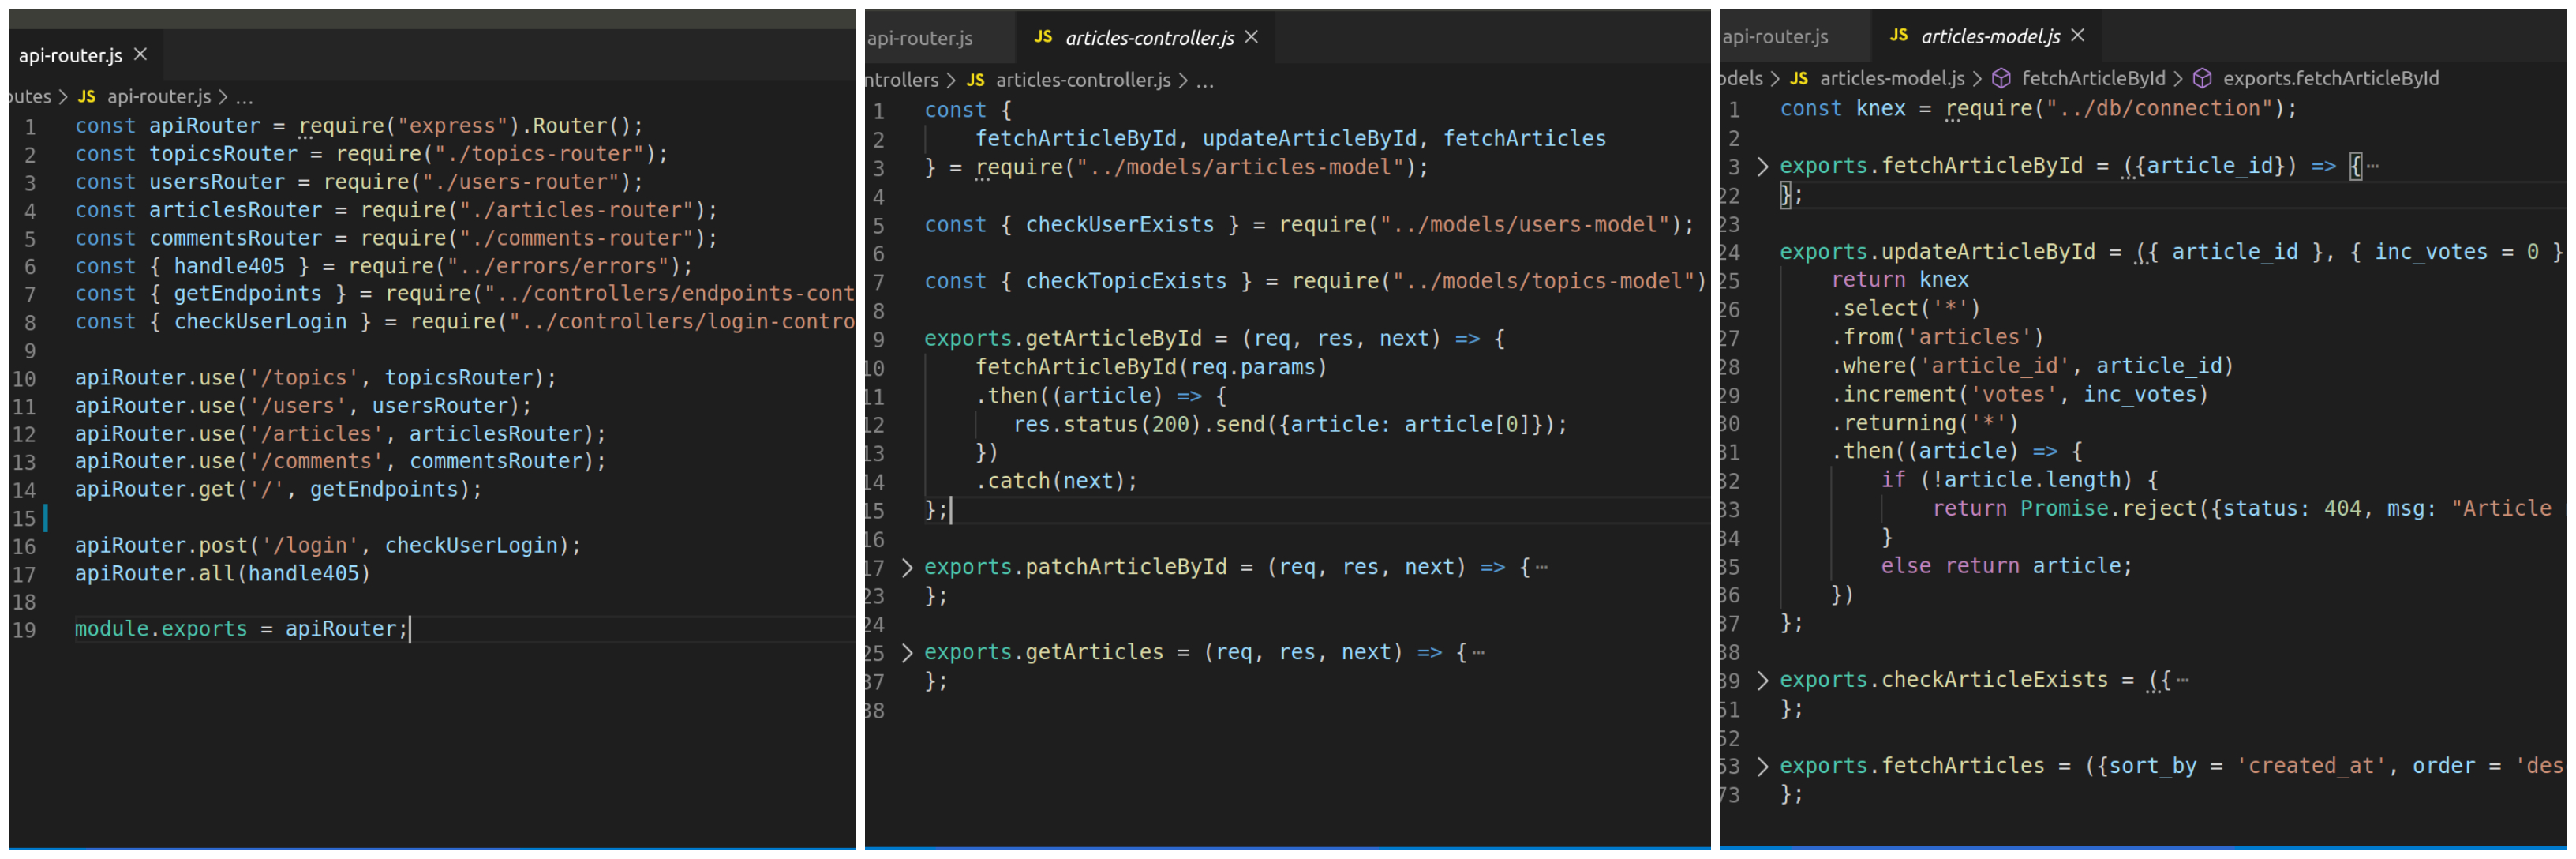 api-router.js
outes > JS api-router.js > ...
1 const apiRouter = require("express").Router();
2 const topicsRouter = require("./topics-router");
3 const usersRouter = require("./users-router");
4 const articlesRouter = require("./articles-router");
5 const commentsRouter = require("./comments-router");
6 const { handle405 } = require("../errors/errors");
7 const { getEndpoints } = require("../controllers/endpoints-cont
8 const { checkUserLogin } = require("../controllers/login-contro
9
10 apiRouter.use('/topics', topicsRouter);
11 apiRouter.use('/users', usersRouter);
12 apiRouter.use('/articles', articlesRouter);
13 apiRouter.use('/comments', commentsRouter);
14 apiRouter.get('/', getEndpoints);
15
16 apiRouter.post('/login', checkUserLogin);
17 apiRouter.all(handle405)
18
19 module.exports = apiRouter;
api-router.js JS articles-controller.js
ntrollers > JS articles-controller.js > ...
1 const {
2 fetchArticleById, updateArticleById, fetchArticles
3 } = require("../models/articles-model");
4
5 const { checkUserExists } = require("../models/users-model");
6
7 const { checkTopicExists } = require("../models/topics-model")
8
9 exports.getArticleById = (req, res, next) => {
10 fetchArticleById(req.params)
11 .then((article) => {
12 res.status(200).send({article: article[0]});
13 })
14 .catch(next);
15 };
16
17 exports.patchArticleById = (req, res, next) => {
23 };
24
25 exports.getArticles = (req, res, next) => {
37 };
38
api-router.js JS articles-model.js
odels > JS articles-model.js > fetchArticleById > exports.fetchArticleById
1 const knex = require("../db/connection");
2
3 exports.fetchArticleById = ({article_id}) => {
22 };
23
24 exports.updateArticleById = ({ article_id }, { inc_votes = 0 }
25 return knex
26 .select('*')
27 .from('articles')
28 .where('article_id', article_id)
29 .increment('votes', inc_votes)
30 .returning('*')
31 .then((article) => {
32 if (!article.length) {
33 return Promise.reject({status: 404, msg: "Article
34 }
35 else return article;
36 })
37 };
38
39 exports.checkArticleExists = ({
51 };
52
53 exports.fetchArticles = ({sort_by = 'created_at', order = 'des
73 };